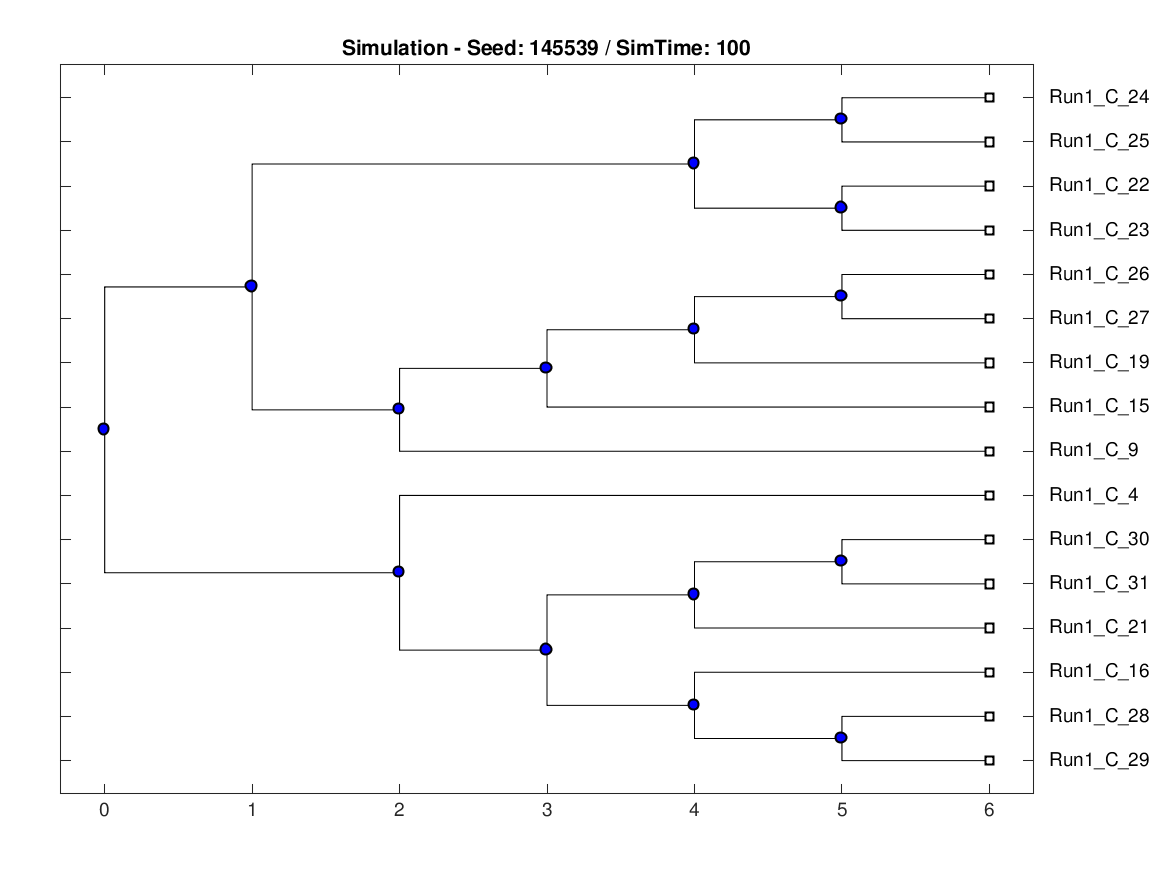 Simulation - Seed: 145539 / SimTime: 100
Run1_C_24
Run1_C_25
Run1_C_22
Run1_C_23
Run1_C_26
Run1_C_27
Run1_C_19
Run1_C_15
Run1_C_9
Run1_C_4
Run1_C_30
Run1_C_31
Run1_C_21
Run1_C_16
Run1_C_28
Run1_C_29
0 1 2 3 4 5 6